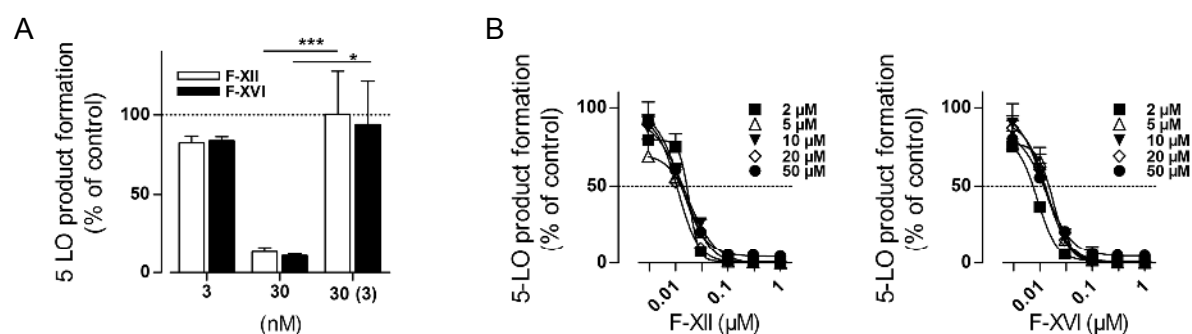 A
5 LO product formation
(% of control)
100
50
0
***
*
F-XII
F-XVI
3
30
30 (3)
(nM)
B
5-LO product formation
(% of control)
100
50
0
2 µM
5 µM
10 µM
20 µM
50 µM
0.01
0.1
1
F-XII (µM)
5-LO product formation
(% of control)
100
50
0
2 µM
5 µM
10 µM
20 µM
50 µM
0.01
0.1
1
F-XVI (µM)